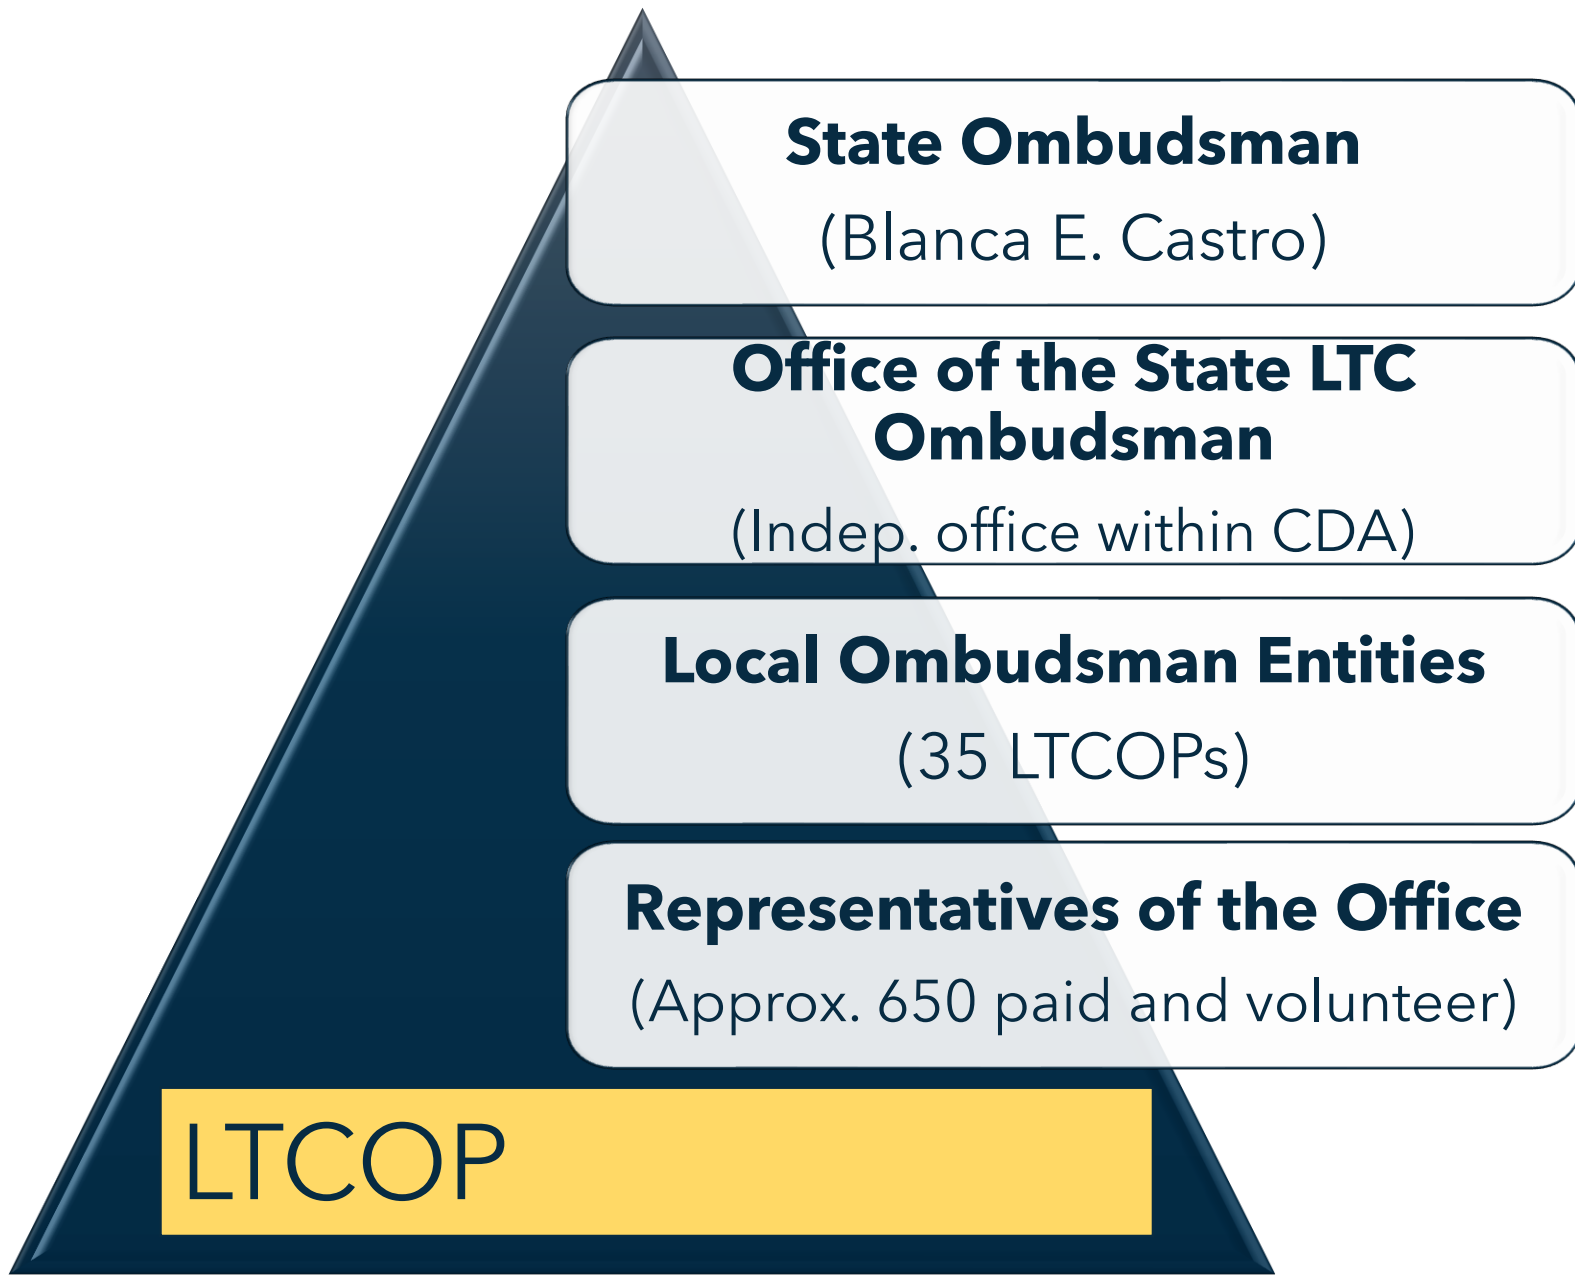 State Ombudsman
(Blanca E. Castro)
Office of the State LTC
Ombudsman
(Indep. office within CDA)
Local Ombudsman Entities
(35 LTCOPs)
Representatives of the Office
(Approx. 650 paid and volunteer)
LTCOP